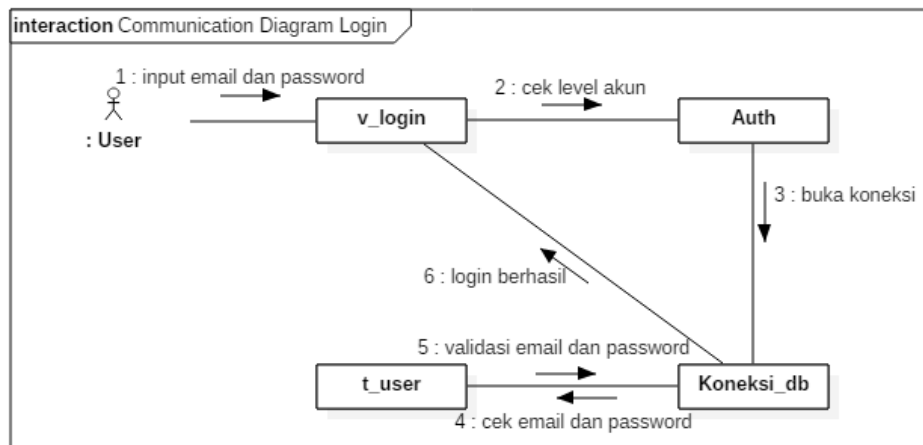 interaction Communication Diagram Login
1 : input email dan password
2 : cek level akun
v_login
Auth
: User
3 : buka koneksi
6 : login berhasil
5 : validasi email dan password
t_user
Koneksi_db
4 : cek email dan password